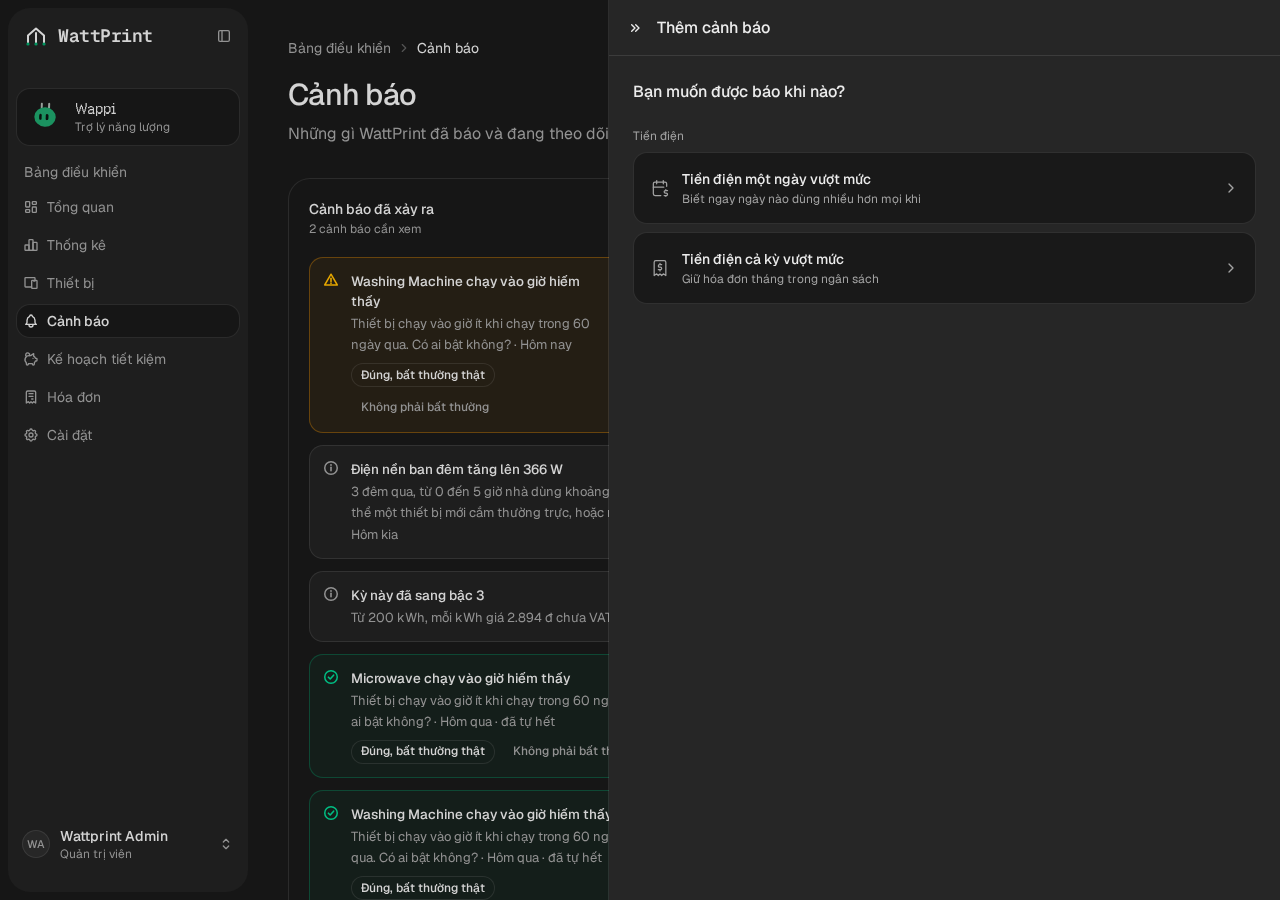 WattPrint
Wappi
Trợ lý năng lượng
Bảng điều khiển
Tổng quan
Thống kê
Thiết bị
Cảnh báo
Kế hoạch tiết kiệm
Hóa đơn
Cài đặt
WA
Wattprint Admin
Quản trị viên
Bảng điều khiển
Cảnh báo
Cảnh báo
Những gì WattPrint đã báo và đang theo dõi
Cảnh báo đã xảy ra
2 cảnh báo cần xem
Washing Machine chạy vào giờ hiếm
thấy
Thiết bị chạy vào giờ ít khi chạy trong 60
ngày qua. Có ai bật không? · Hôm nay
Đúng, bất thường thật
Không phải bất thường
Điện nền ban đêm tăng lên 366 W
3 đêm qua, từ 0 đến 5 giờ nhà dùng khoảng
thể một thiết bị mới cắm thường trực, hoặc
Hôm kia
Kỳ này đã sang bậc 3
Từ 200 kWh, mỗi kWh giá 2.894 đ chưa VAT
Microwave chạy vào giờ hiếm thấy
Thiết bị chạy vào giờ ít khi chạy trong 60 ng
ai bật không? · Hôm qua · đã tự hết
Đúng, bất thường thật
Không phải bất th
Washing Machine chạy vào giờ hiếm thấy
Thiết bị chạy vào giờ ít khi chạy trong 60 ng
qua. Có ai bật không? · Hôm qua · đã tự hết
Đúng, bất thường thật
Thêm cảnh báo
Bạn muốn được báo khi nào?
Tiền điện
Tiền điện một ngày vượt mức
Biết ngay ngày nào dùng nhiều hơn mọi khi
Tiền điện cả kỳ vượt mức
Giữ hóa đơn tháng trong ngân sách